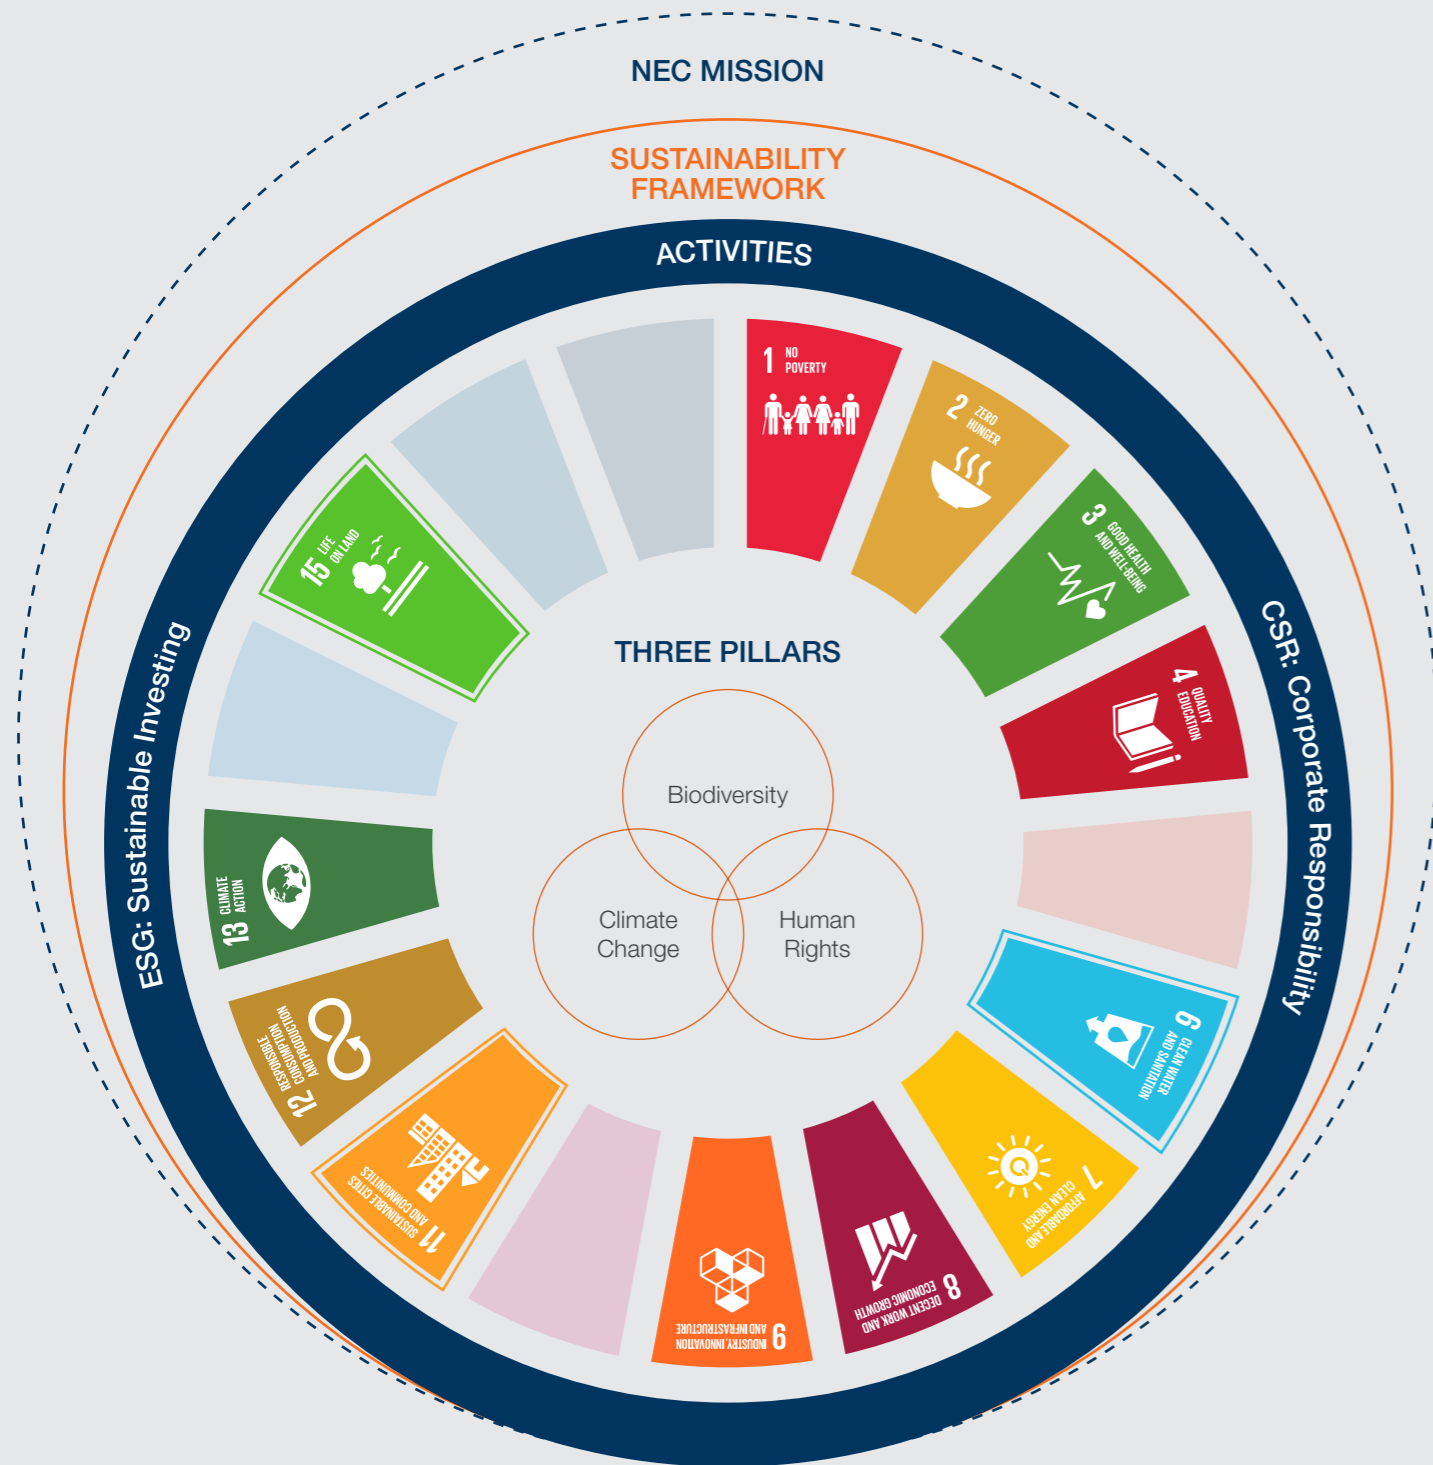 NEC MISSION
SUSTAINABILITY
FRAMEWORK
ACTIVITIES
ESG: Sustainable Investing
CSR: Corporate Responsibility
1 NO
POVERTY
2 ZERO
HUNGER
3 GOOD HEALTH
AND WELL-BEING
4 QUALITY
EDUCATION
6 CLEAN WATER
AND SANITATION
7 AFFORDABLE AND
CLEAN ENERGY
8 DECENT WORK AND
ECONOMIC GROWTH
9 INDUSTRY, INNOVATION
AND INFRASTRUCTURE
11 SUSTAINABLE CITIES
AND COMMUNITIES
12 RESPONSIBLE
CONSUMPTION
AND PRODUCTION
13 CLIMATE
ACTION
15 LIFE
ON LAND
THREE PILLARS
Biodiversity
Climate
Change
Human
Rights